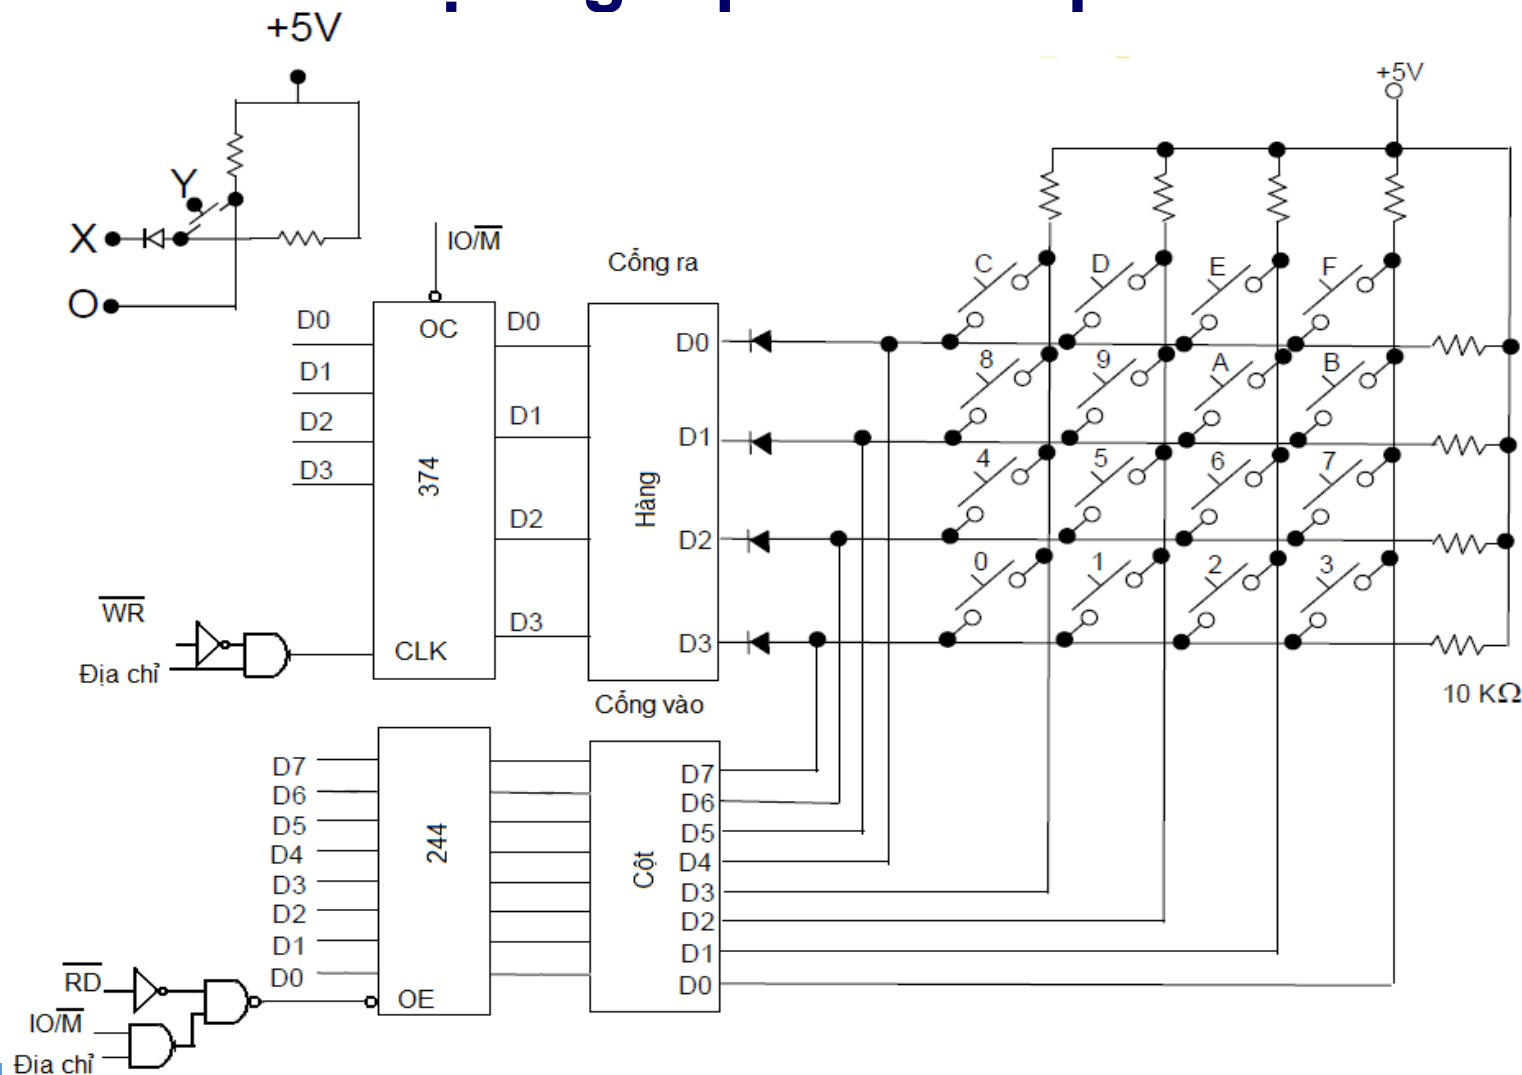 +5V
Y
X
O
IO/M̅
OC
D0
D1
D2
D3
374
CLK
W̅R̅
Địa chỉ
D0
D1
D2
D3
Cổng ra
D0
D1
D2
D3
Hàng
+5V
C
D
E
F
8
9
A
B
4
5
6
7
0
1
2
3
10 KΩ
Cổng vào
D7
D6
D5
D4
D3
D2
D1
D0
244
OE
R̅D̅
IO/M̅
Địa chỉ
Cột
D7
D6
D5
D4
D3
D2
D1
D0